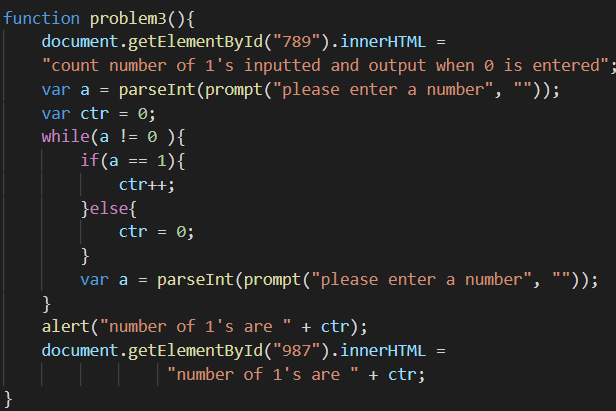 function problem3(){
document.getElementById("789").innerHTML =
"count number of 1's inputted and output when 0 is entered";
var a = parseInt(prompt("please enter a number", ""));
var ctr = 0;
while(a != 0 ){
if(a == 1){
ctr++;
}else{
ctr = 0;
}
var a = parseInt(prompt("please enter a number", ""));
}
alert("number of 1's are " + ctr);
document.getElementById("987").innerHTML =
"number of 1's are " + ctr;
}